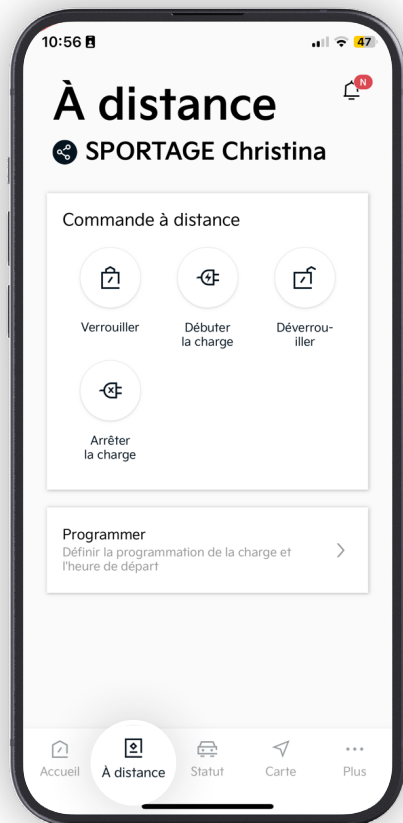 10:56
47
À distance
N
SPORTAGE Christina
Commande à distance
Verrouiller
Débuter
la charge
Déverrou-
iller
Arrêter
la charge
Programmer
Définir la programmation de la charge et
l'heure de départ
Accueil
À distance
Statut
Carte
Plus